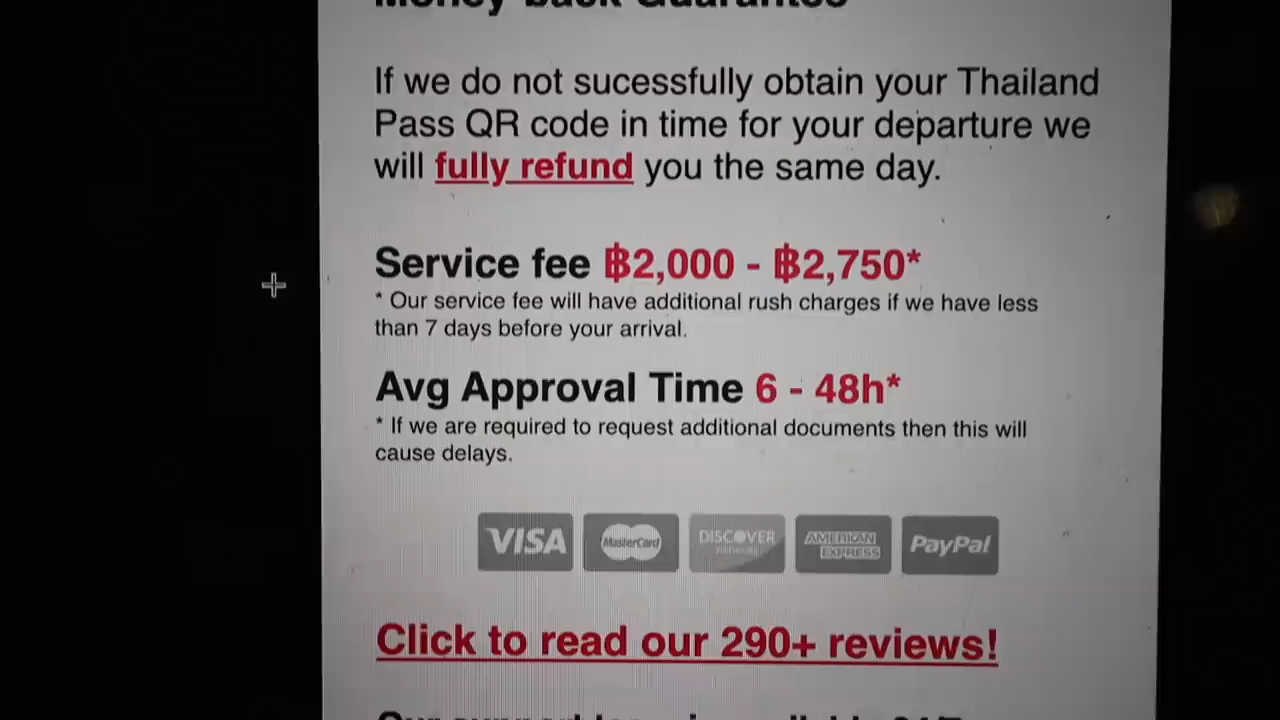 Money-back Guarantee
If we do not sucessfully obtain your Thailand
Pass QR code in time for your departure we
will fully refund you the same day.
Service fee ฿2,000 - ฿2,750*
* Our service fee will have additional rush charges if we have less
than 7 days before your arrival.
Avg Approval Time 6 - 48h*
* If we are required to request additional documents then this will
cause delays.
VISA MasterCard DISCOVER AMERICAN EXPRESS PayPal
Click to read our 290+ reviews!